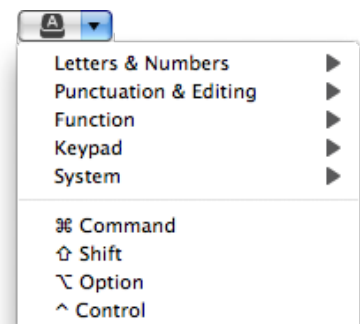 A
Letters & Numbers
Punctuation & Editing
Function
Keypad
System
⌘ Command
⇧ Shift
⌥ Option
^ Control